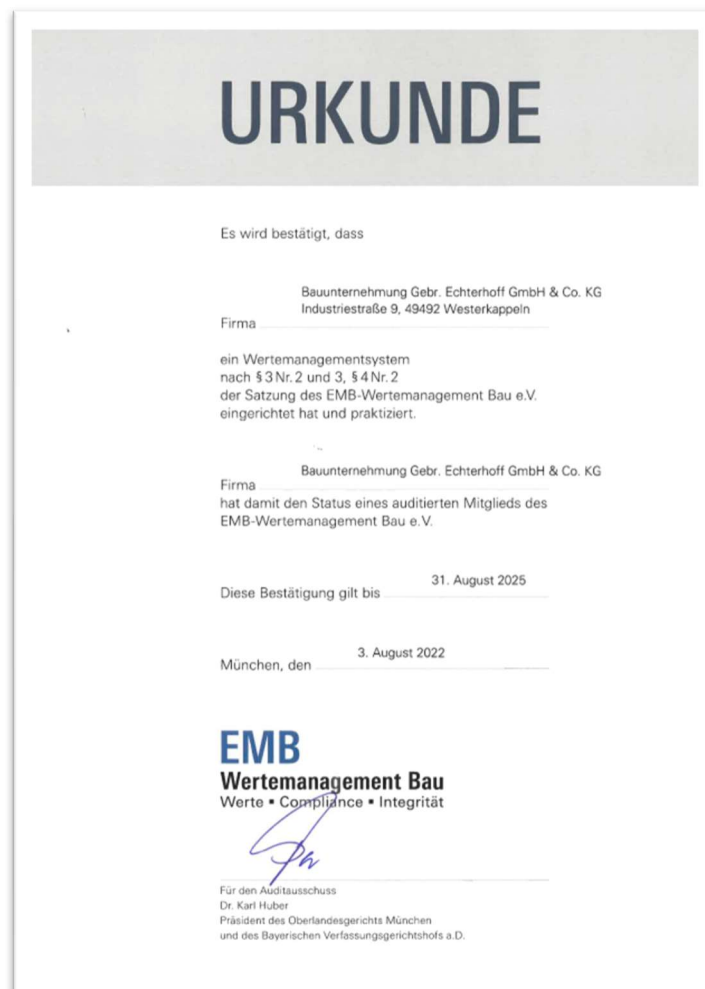 URKUNDE
Es wird bestätigt, dass
Bauunternehmung Gebr. Echterhoff GmbH & Co. KG
Industriestraße 9, 49492 Westerkappeln
Firma
ein Wertemanagementsystem
nach § 3 Nr. 2 und 3, § 4 Nr. 2
der Satzung des EMB-Wertemanagement Bau e.V.
eingerichtet hat und praktiziert.
Bauunternehmung Gebr. Echterhoff GmbH & Co. KG
Firma
hat damit den Status eines auditierten Mitglieds des
EMB-Wertemanagement Bau e.V.
31. August 2025
Diese Bestätigung gilt bis
3. August 2022
München, den
EMB
Wertemanagement Bau
Werte ▪ Compliance ▪ Integrität
Für den Auditausschuss
Dr. Karl Huber
Präsident des Oberlandesgerichts München
und des Bayerischen Verfassungsgerichtshofs a.D.